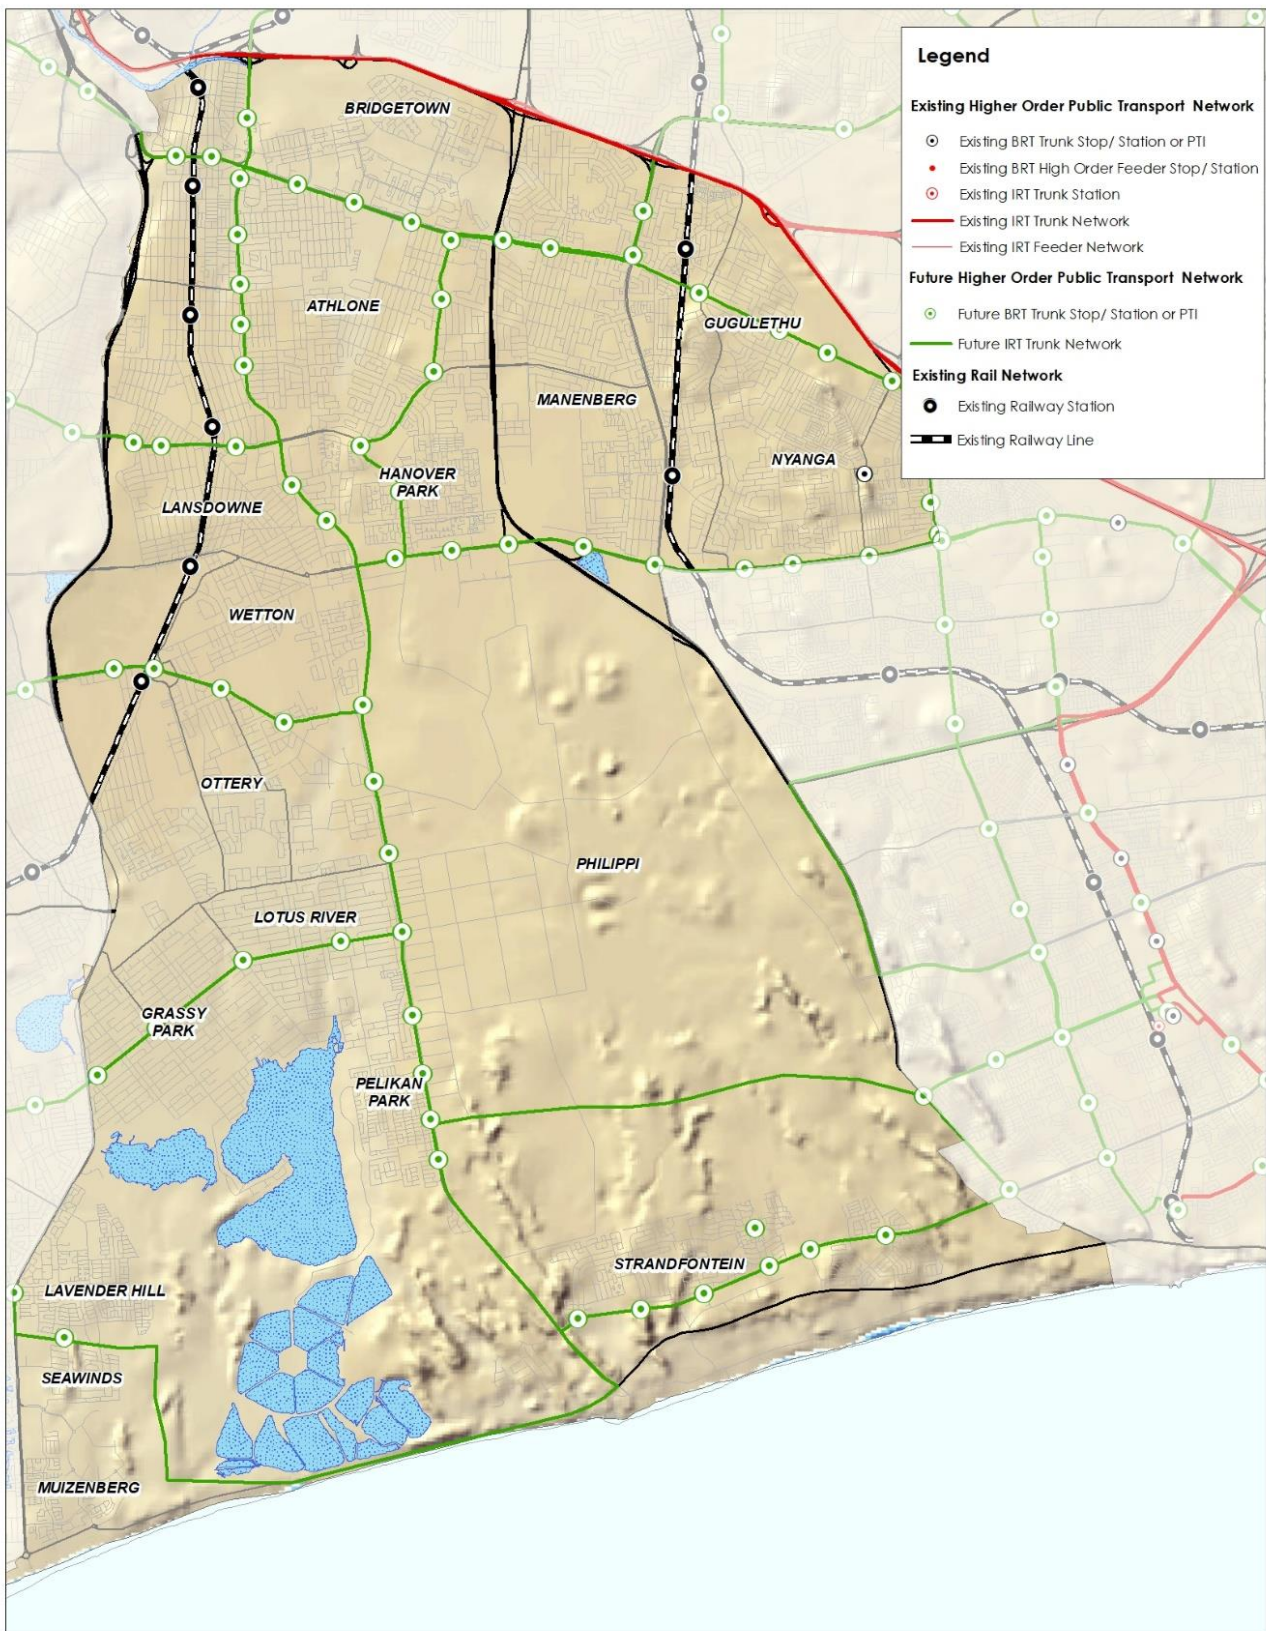 Legend
Existing Higher Order Public Transport Network
Existing BRT Trunk Stop/ Station or PTI
Existing BRT High Order Feeder Stop/ Station
Existing IRT Trunk Station
Existing IRT Trunk Network
Existing IRT Feeder Network
Future Higher Order Public Transport Network
Future BRT Trunk Stop/ Station or PTI
Future IRT Trunk Network
Existing Rail Network
Existing Railway Station
Existing Railway Line
BRIDGETOWN
ATHLONE
GUGULETHU
MANENBERG
NYANGA
HANOVER
PARK
LANSDOWNE
WETTON
OTTERY
PHILIPPI
LOTUS RIVER
GRASSY
PARK
PELIKAN
PARK
STRANDFONTEIN
LAVENDER HILL
SEAWINDS
MUIZENBERG